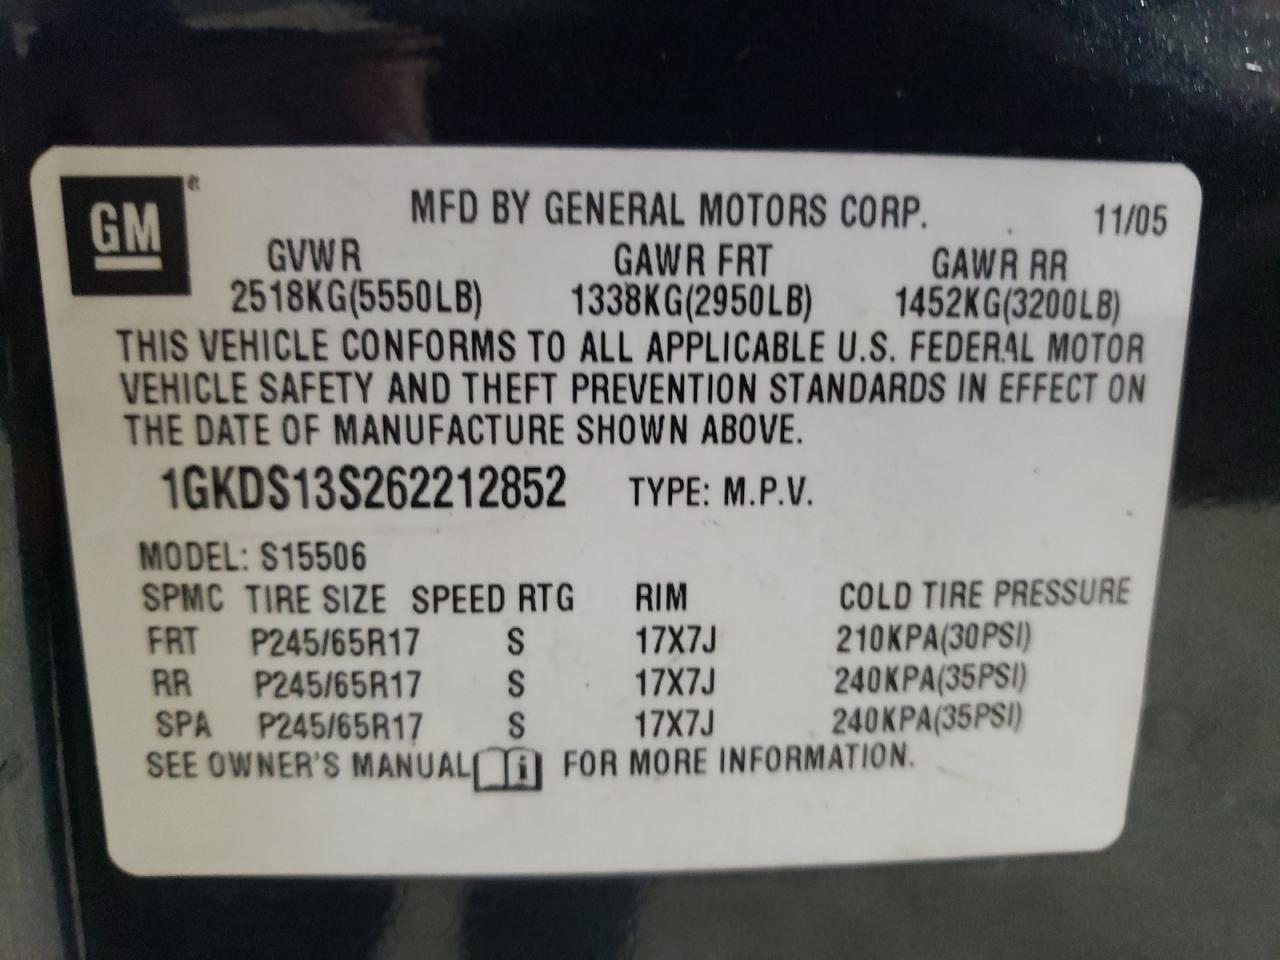 GM®
MFD BY GENERAL MOTORS CORP. 11/05
GVWR GAWR FRT GAWR RR
2518KG(5550LB) 1338KG(2950LB) 1452KG(3200LB)
THIS VEHICLE CONFORMS TO ALL APPLICABLE U.S. FEDERAL MOTOR
VEHICLE SAFETY AND THEFT PREVENTION STANDARDS IN EFFECT ON
THE DATE OF MANUFACTURE SHOWN ABOVE.
1GKDS13S262212852 TYPE: M.P.V.
MODEL: S15506
SPMC TIRE SIZE SPEED RTG RIM COLD TIRE PRESSURE
FRT P245/65R17 S 17X7J 210KPA(30PSI)
RR P245/65R17 S 17X7J 240KPA(35PSI)
SPA P245/65R17 S 17X7J 240KPA(35PSI)
SEE OWNER'S MANUAL i FOR MORE INFORMATION.